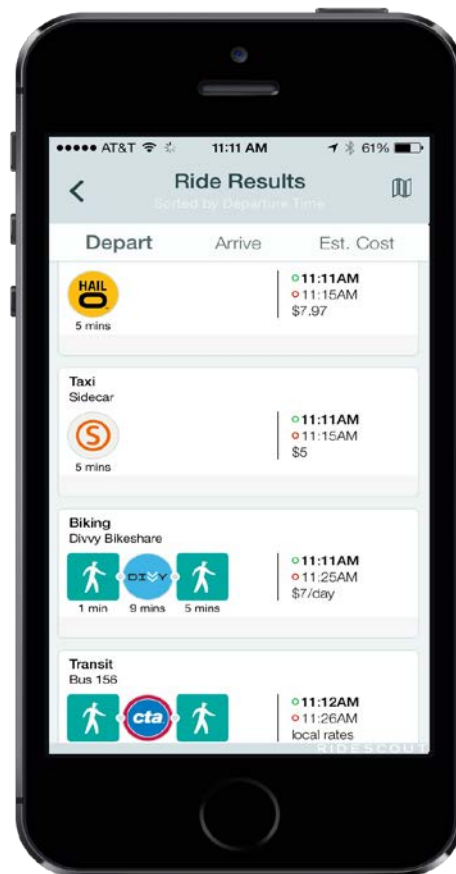 ●●●●● AT&T 11:11 AM 61%
Ride Results
Sorted by Departure Time
Depart Arrive Est. Cost
HAILO
5 mins
11:11AM
11:15AM
$7.97
Taxi
Sidecar
S
5 mins
11:11AM
11:15AM
$5
Biking
Divvy Bikeshare
DIVVY
1 min 9 mins 5 mins
11:11AM
11:25AM
$7/day
Transit
Bus 156
cta
11:12AM
11:26AM
local rates
RIDESCOUT